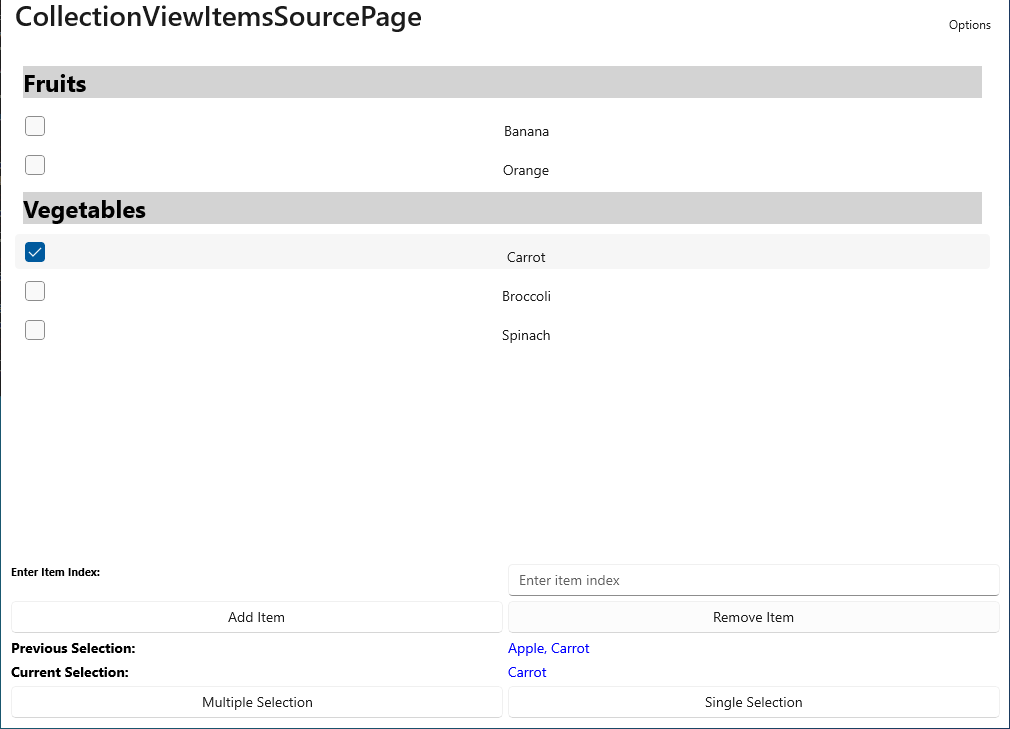 CollectionViewItemsSourcePage
Options
Fruits
Banana
Orange
Vegetables
Carrot
Broccoli
Spinach
Enter Item Index:
Enter item index
Add Item
Remove Item
Previous Selection:
Apple, Carrot
Current Selection:
Carrot
Multiple Selection
Single Selection